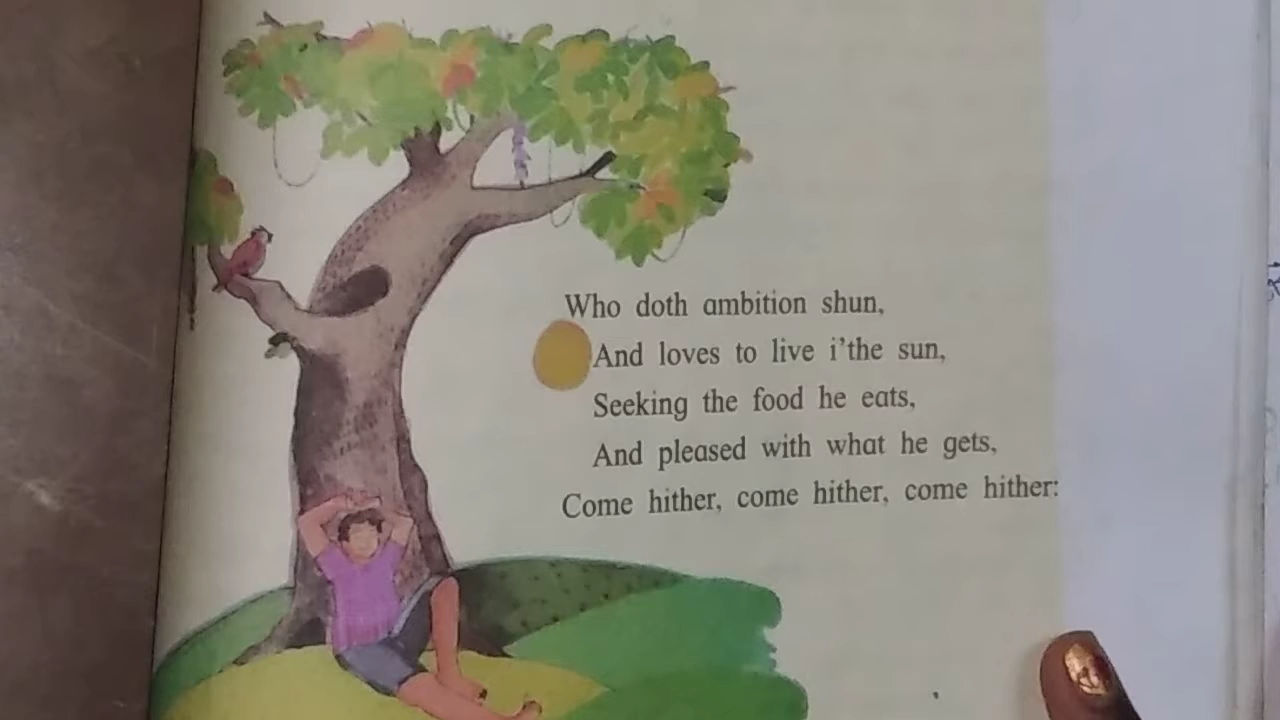 Who doth ambition shun,
And loves to live i'the sun,
Seeking the food he eats,
And pleased with what he gets,
Come hither, come hither, come hither: